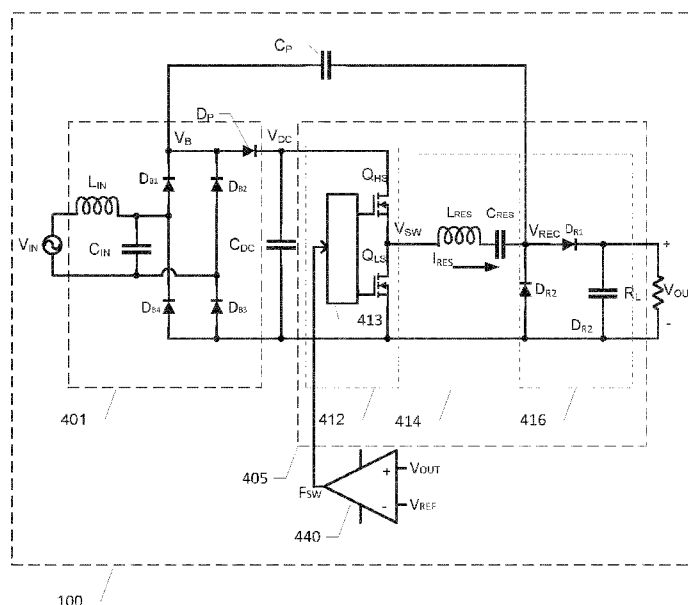 CP
DP
VB
VDC
QHS
LIN
DB1
DB2
VSW
LRES
CRES
VREC
DR1
+
VIN
CIN
CDC
QLS
IRES
DR2
RL
VOU
413
DB4
DB3
DR2
-
401
412
414
416
405
FSW
+
VOUT
-
VREF
440
100